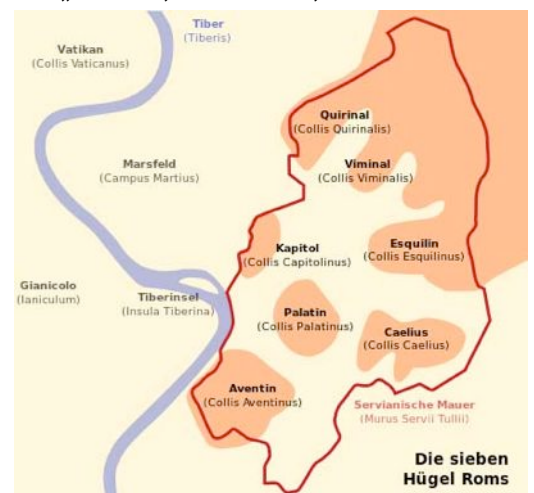 Tiber
(Tiberis)
Vatikan
(Collis Vaticanus)
Quirinal
(Collis Quirinalis)
Marsfeld
(Campus Martius)
Viminal
(Collis Viminalis)
Kapitol
(Collis Capitolinus)
Esquilin
(Collis Esquilinus)
Gianicolo
(Ianiculum)
Tiberinsel
(Insula Tiberina)
Palatin
(Collis Palatinus)
Caelius
(Collis Caelius)
Aventin
(Collis Aventinus)
Servianische Mauer
(Murus Servii Tullii)
Die sieben
Hügel Roms